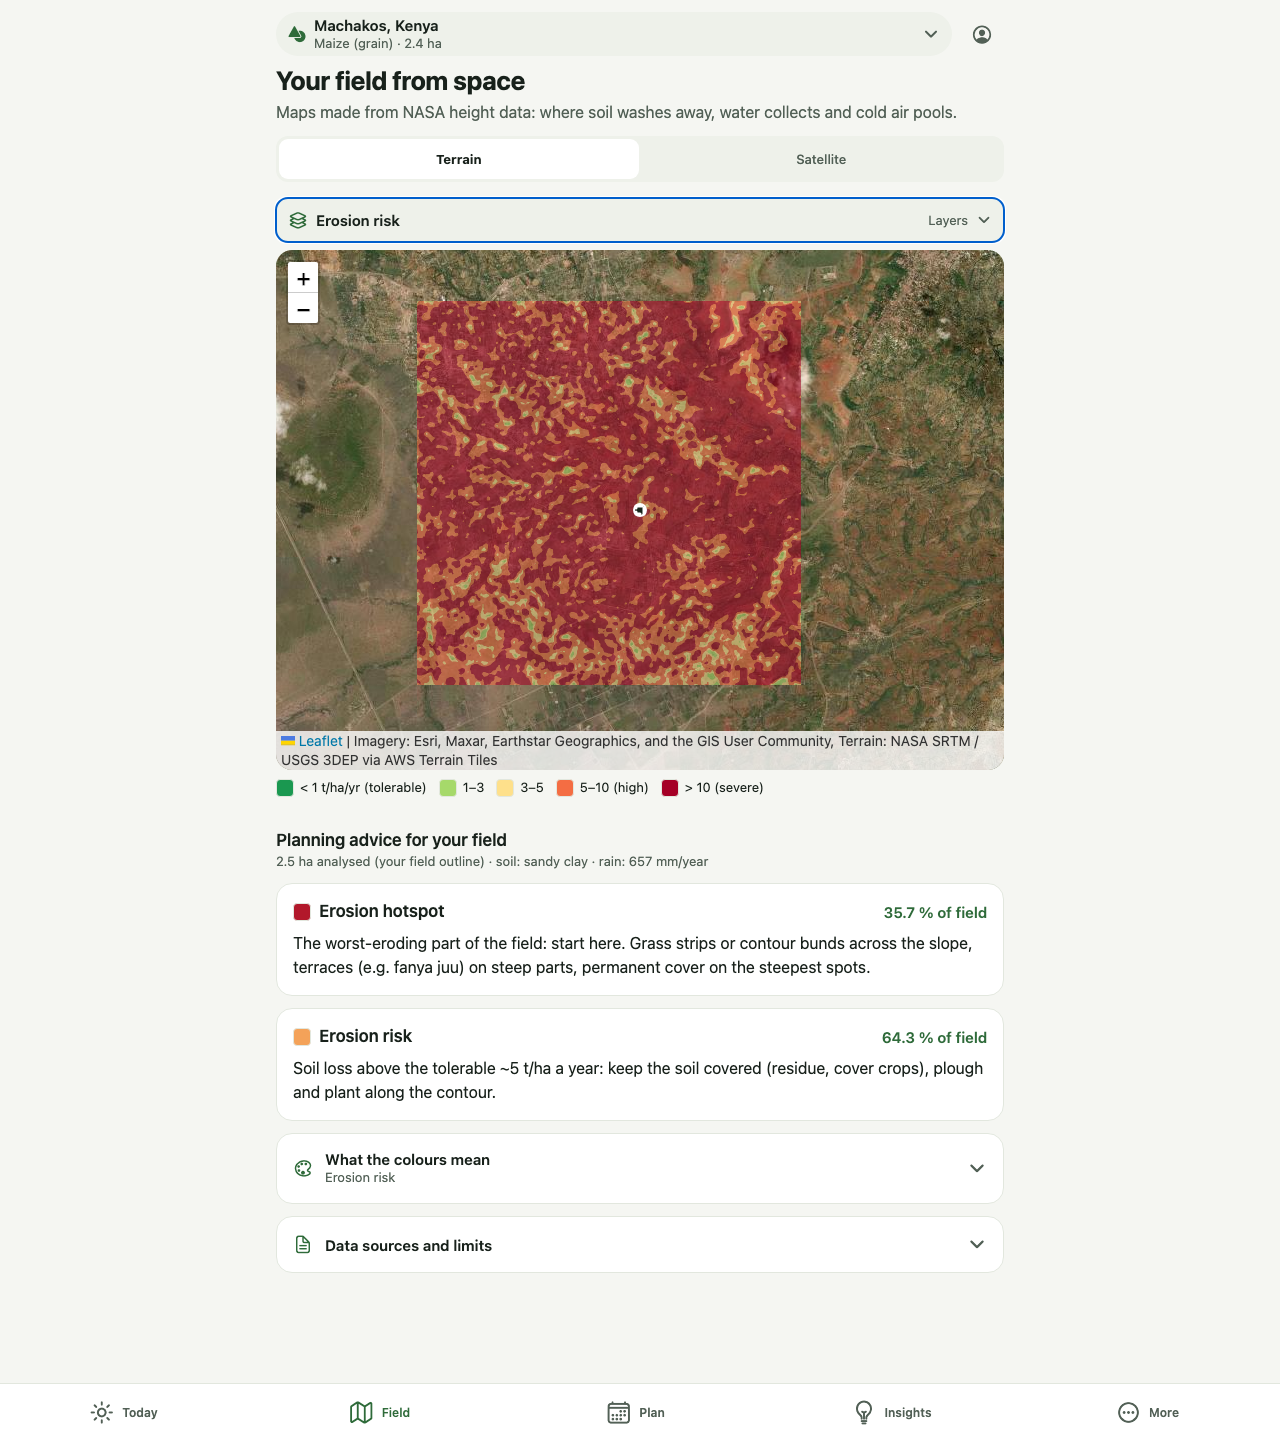 Machakos, Kenya
Maize (grain) · 2.4 ha
Your field from space
Maps made from NASA height data: where soil washes away, water collects and cold air pools.
Terrain
Satellite
Erosion risk
Layers
+
−
Leaflet | Imagery: Esri, Maxar, Earthstar Geographics, and the GIS User Community, Terrain: NASA SRTM /
USGS 3DEP via AWS Terrain Tiles
< 1 t/ha/yr (tolerable)
1–3
3–5
5–10 (high)
> 10 (severe)
Planning advice for your field
2.5 ha analysed (your field outline) · soil: sandy clay · rain: 657 mm/year
Erosion hotspot
35.7 % of field
The worst-eroding part of the field: start here. Grass strips or contour bunds across the slope,
terraces (e.g. fanya juu) on steep parts, permanent cover on the steepest spots.
Erosion risk
64.3 % of field
Soil loss above the tolerable ~5 t/ha a year: keep the soil covered (residue, cover crops), plough
and plant along the contour.
What the colours mean
Erosion risk
Data sources and limits
Today
Field
Plan
Insights
More